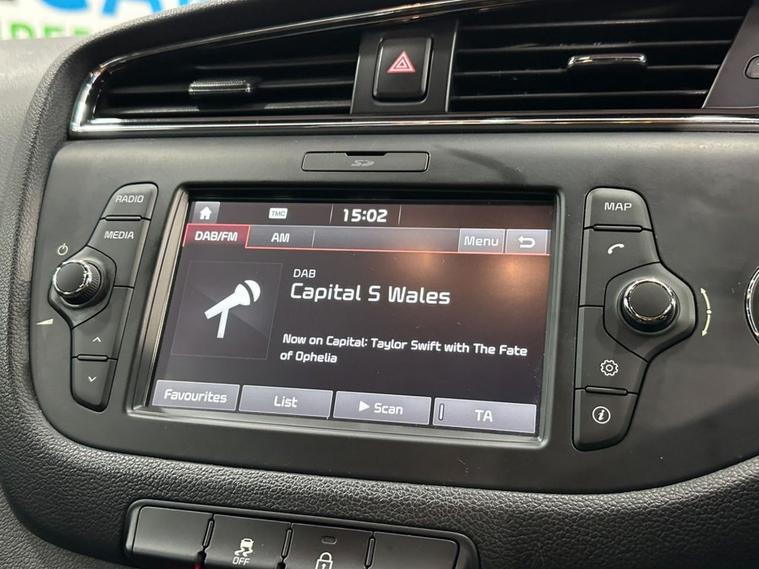 SD
RADIO
MEDIA
TMC
15:02
DAB/FM
AM
Menu
DAB
Capital S Wales
Now on Capital: Taylor Swift with The Fate
of Ophelia
Favourites
List
Scan
TA
MAP
OFF